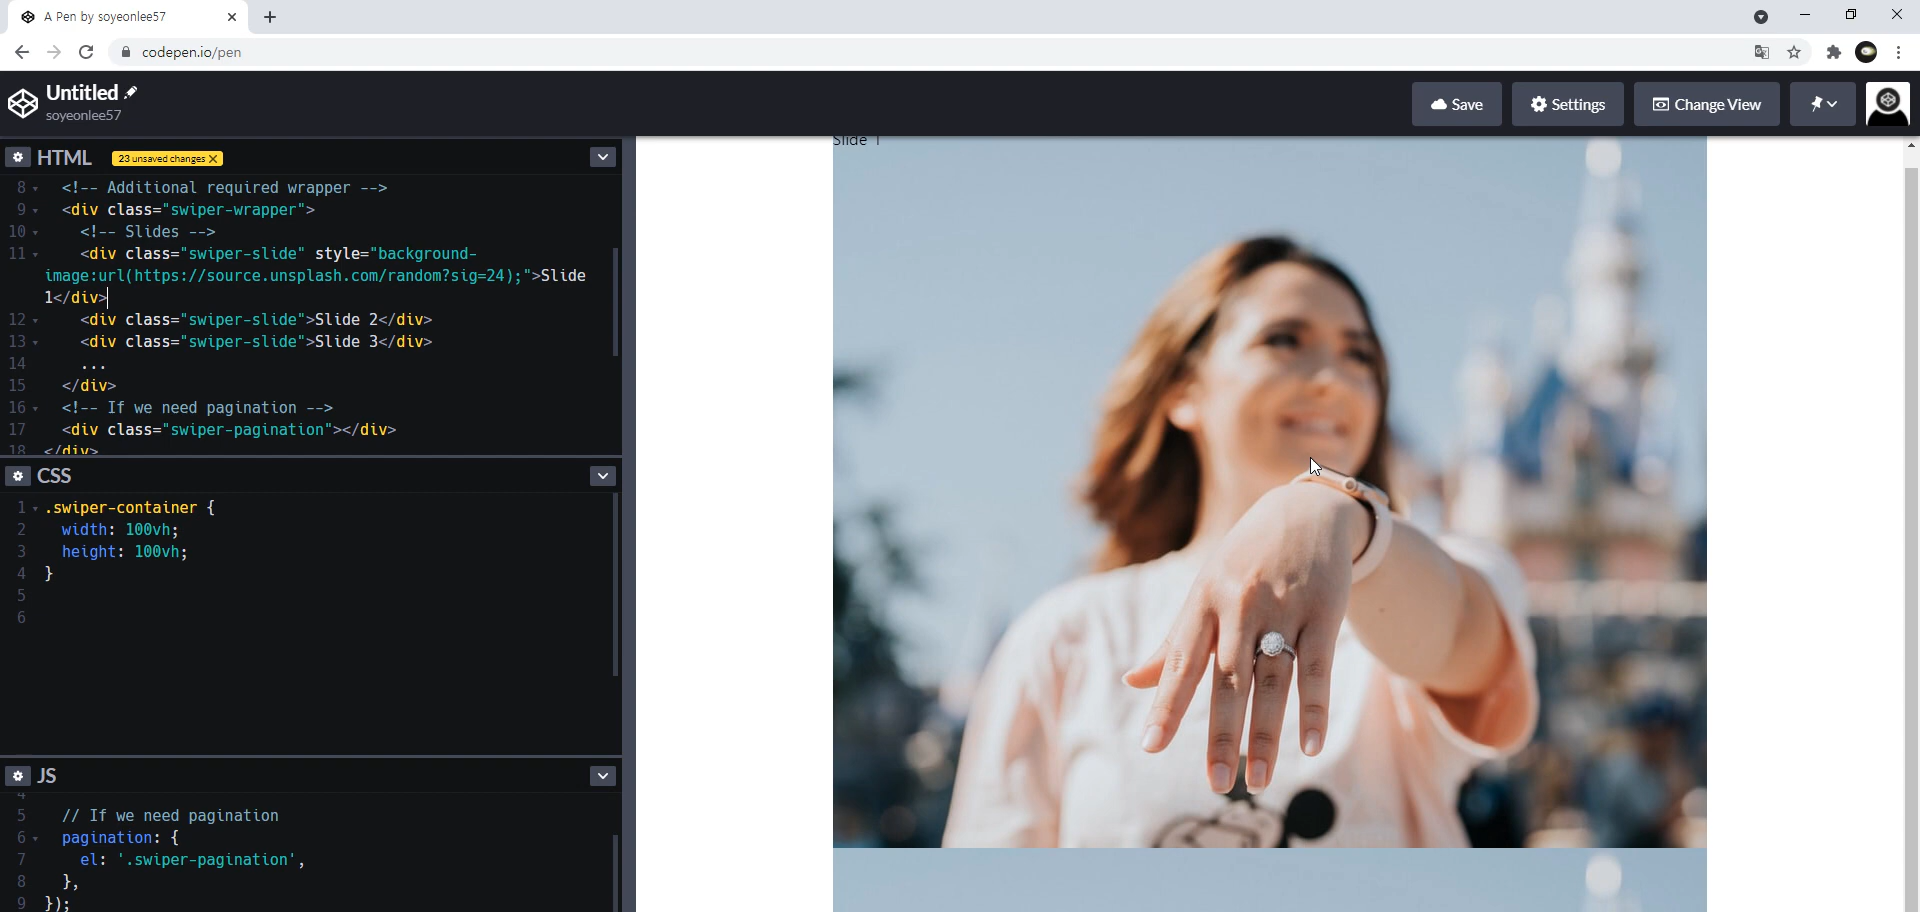 A Pen by soyeonlee57
codepen.io/pen
Untitled
soyeonlee57
Save
Settings
Change View
HTML
23 unsaved changes
8 <!-- Additional required wrapper -->
9 <div class="swiper-wrapper">
10 <!-- Slides -->
11 <div class="swiper-slide" style="background-
image:url(https://source.unsplash.com/random?sig=24);">Slide
1</div>
12 <div class="swiper-slide">Slide 2</div>
13 <div class="swiper-slide">Slide 3</div>
14 ...
15 </div>
16 <!-- If we need pagination -->
17 <div class="swiper-pagination"></div>
18 </div>
CSS
1 .swiper-container {
2 width: 100vh;
3 height: 100vh;
4 }
5
6
JS
4
5 // If we need pagination
6 pagination: {
7 el: '.swiper-pagination',
8 },
9 });
Slide 1